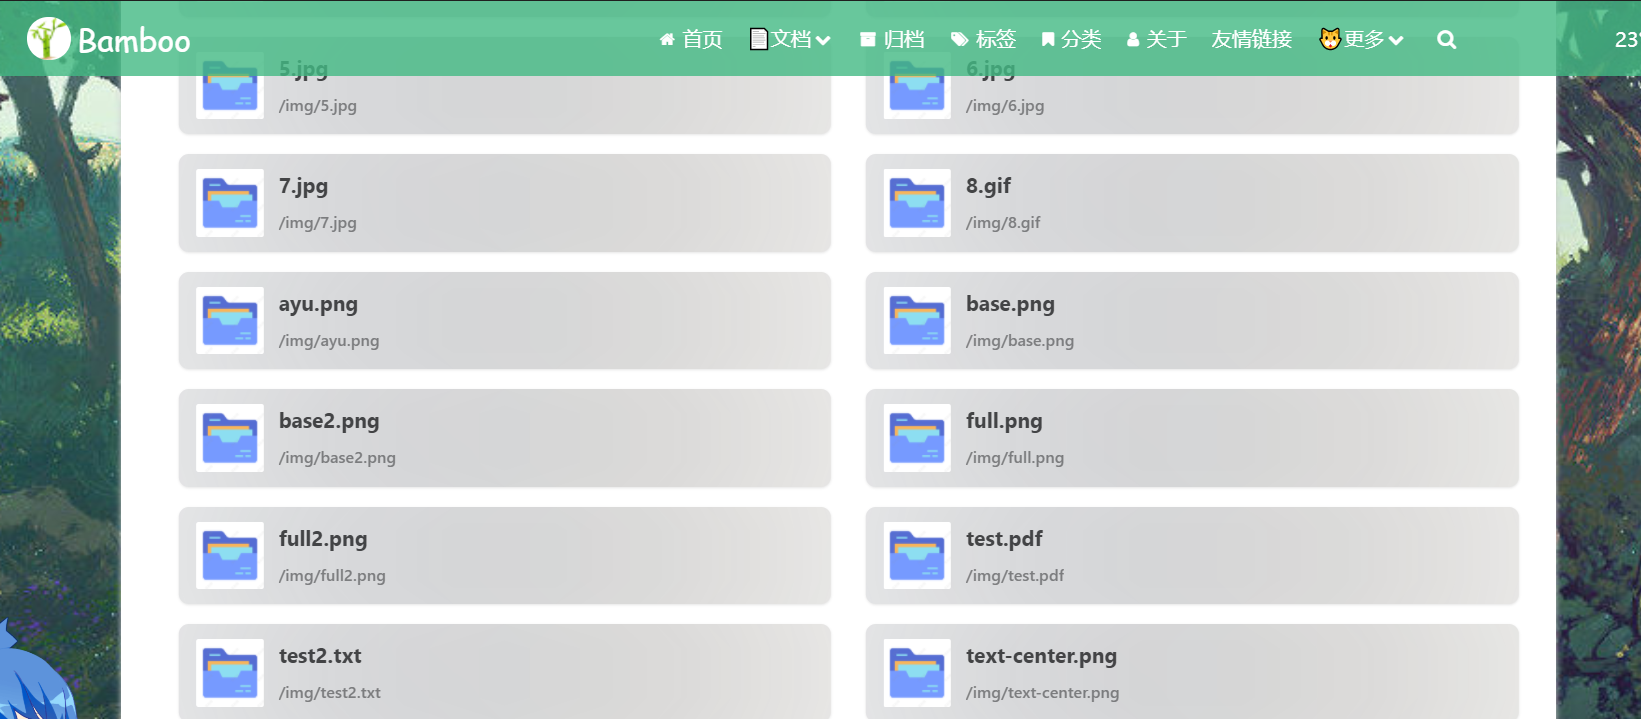 Bamboo
首页 文档 归档 标签 分类 关于 友情链接 更多
5.jpg
/img/5.jpg
6.jpg
/img/6.jpg
7.jpg
/img/7.jpg
8.gif
/img/8.gif
ayu.png
/img/ayu.png
base.png
/img/base.png
base2.png
/img/base2.png
full.png
/img/full.png
full2.png
/img/full2.png
test.pdf
/img/test.pdf
test2.txt
/img/test2.txt
text-center.png
/img/text-center.png